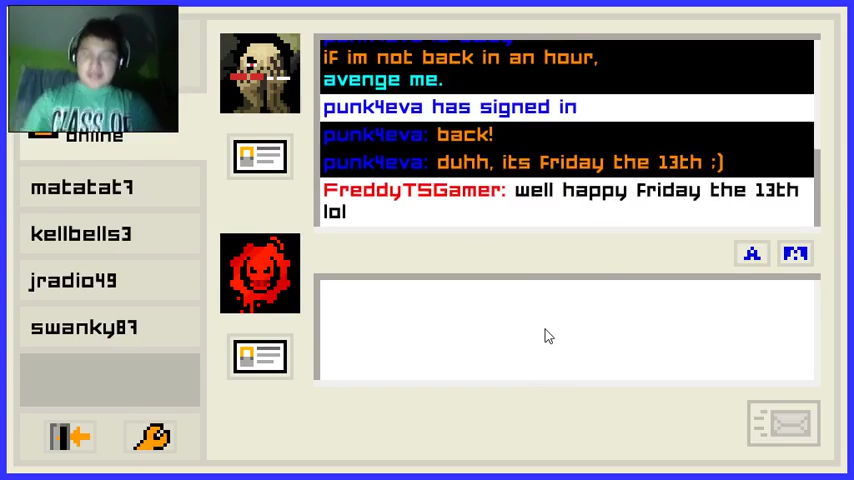 CLASS OF
online
matatat7
kellbells3
jradio49
swanky87
if im not back in an hour,
avenge me.
punk4eva has signed in
punk4eva: back!
punk4eva: duhh, its Friday the 13th ;)
FreddyTSGamer: well happy Friday the 13th
lol
A
M